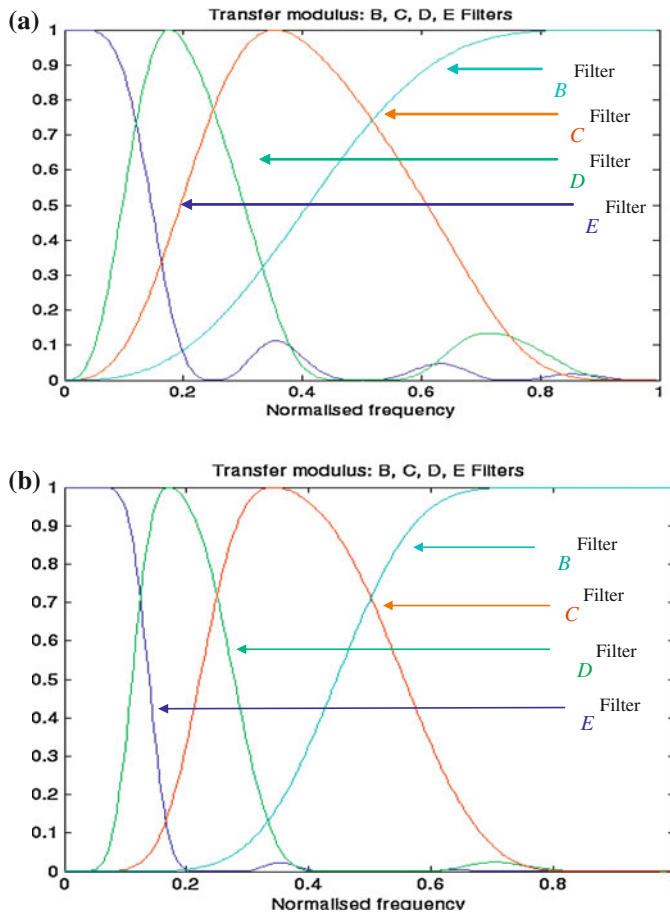 (a)
Transfer modulus: B, C, D, E Filters
1
0.9
0.8
0.7
0.6
0.5
0.4
0.3
0.2
0.1
0
0 0.2 0.4 0.6 0.8 1
Normalised frequency
Filter
B
Filter
C
Filter
D
Filter
E
(b)
Transfer modulus: B, C, D, E Filters
1
0.9
0.8
0.7
0.6
0.5
0.4
0.3
0.2
0.1
0
0 0.2 0.4 0.6 0.8
Normalised frequency
Filter
B
Filter
C
Filter
D
Filter
E